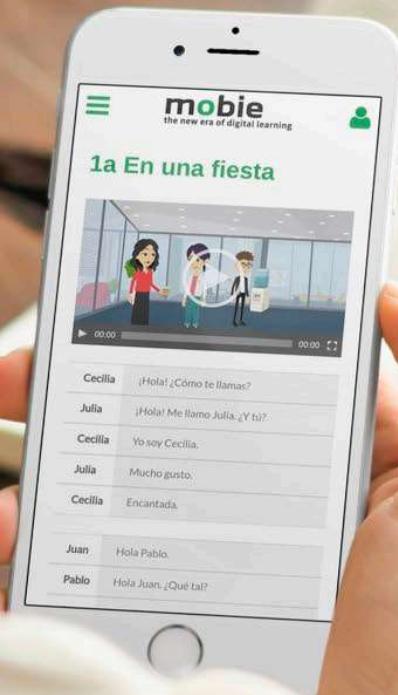 mobie
the new era of digital learning
1a En una fiesta
00:00 00:00
Cecilia ¡Hola! ¿Cómo te llamas?
Julia ¡Hola! Me llamo Julia. ¿Y tú?
Cecilia Yo soy Cecilia.
Julia Mucho gusto.
Cecilia Encantada.
Juan Hola Pablo.
Pablo Hola Juan. ¿Qué tal?